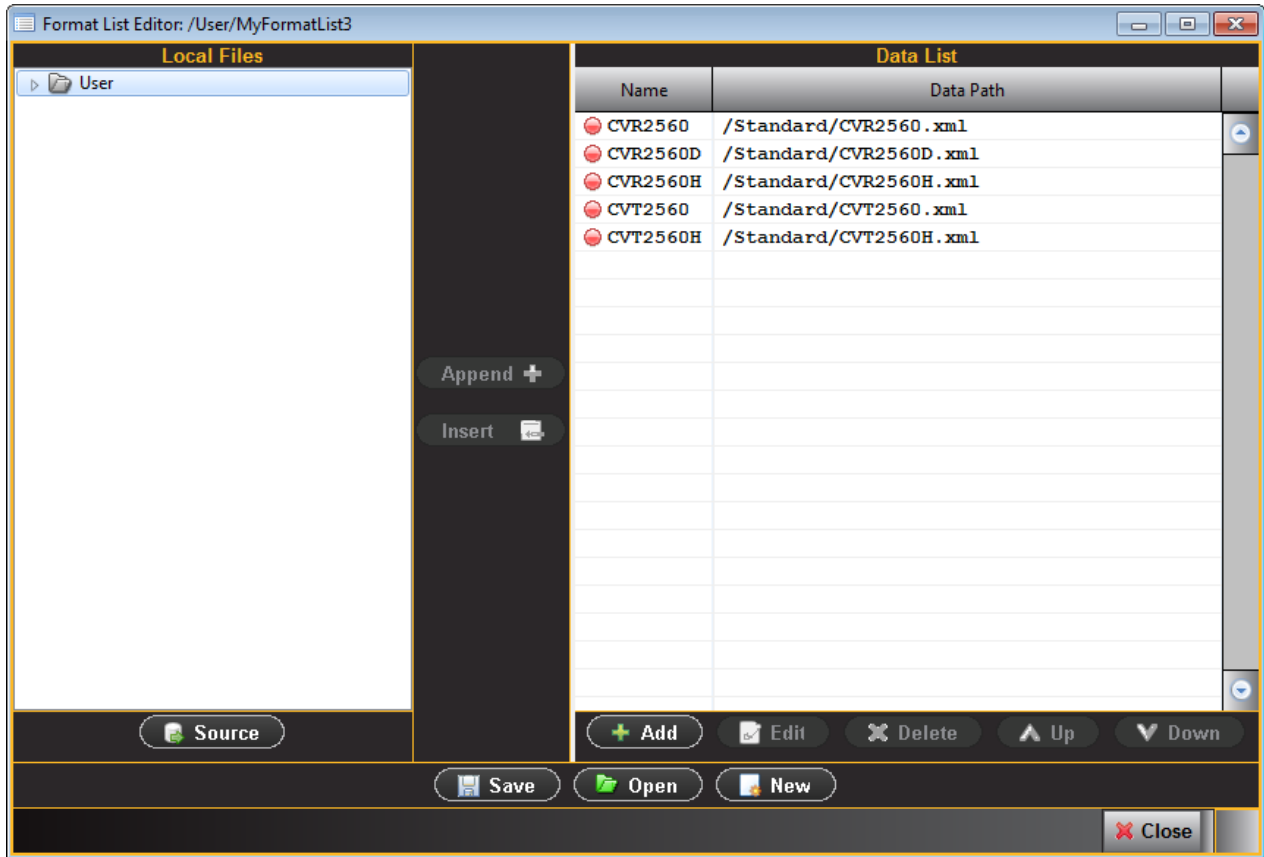 Format List Editor: /User/MyFormatList3
Local Files
Data List
User
Name Data Path
CVR2560 /Standard/CVR2560.xml
CVR2560D /Standard/CVR2560D.xml
CVR2560H /Standard/CVR2560H.xml
CVT2560 /Standard/CVT2560.xml
CVT2560H /Standard/CVT2560H.xml
Append
Insert
Source
Add Edit Delete Up Down
Save Open New
Close